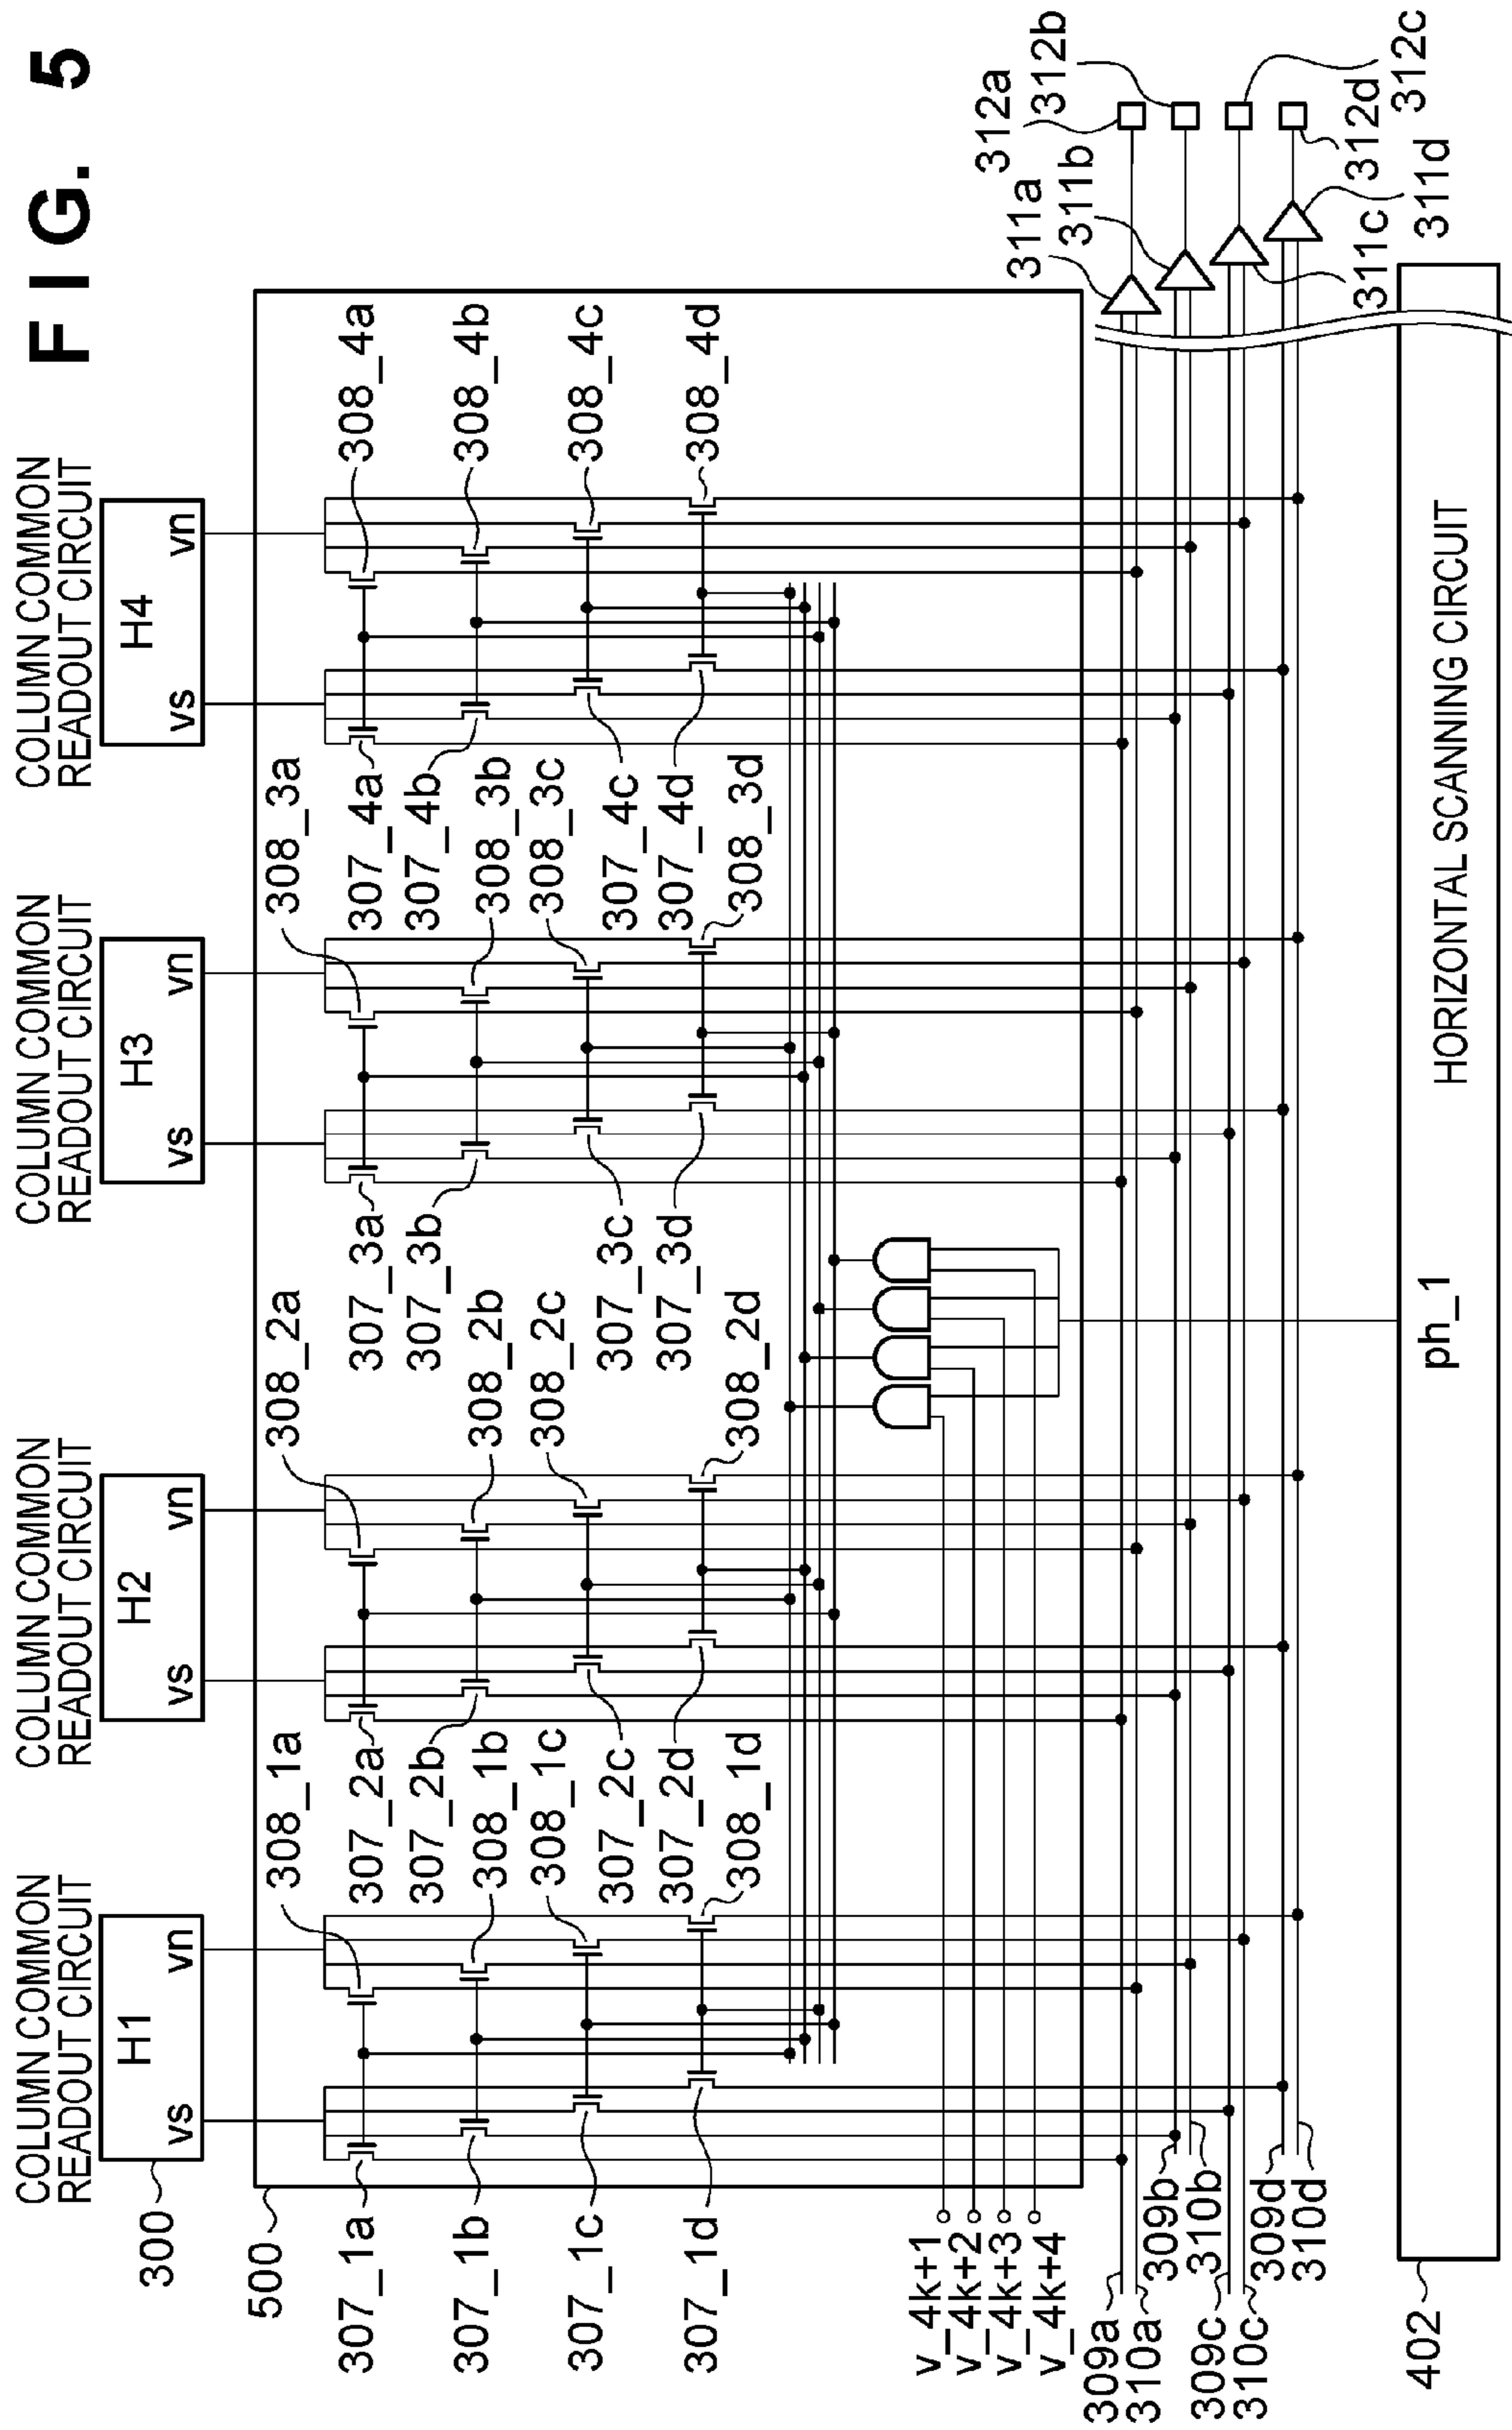 FIG. 5
COLUMN COMMON
READOUT CIRCUIT
COLUMN COMMON
READOUT CIRCUIT
COLUMN COMMON
READOUT CIRCUIT
COLUMN COMMON
READOUT CIRCUIT
300
H1
vs
vn
H2
vs
vn
H3
vs
vn
H4
vs
vn
500
308_1a
308_2a
308_3a
308_4a
307_1a
307_2a
307_3a
307_4a
307_2b
307_3b
307_4b
307_1b
308_1b
308_2b
308_3b
308_4b
308_1c
308_2c
308_3c
308_4c
307_1c
307_2c
307_3c
307_4c
307_2d
307_3d
307_4d
307_1d
308_1d
308_2d
308_3d
308_4d
v_4k+1
v_4k+2
v_4k+3
v_4k+4
309a
310a
309b
310b
309c
310c
309d
310d
311a
311b
311c
311d
312a
312b
312d
312c
402
ph_1
HORIZONTAL SCANNING CIRCUIT